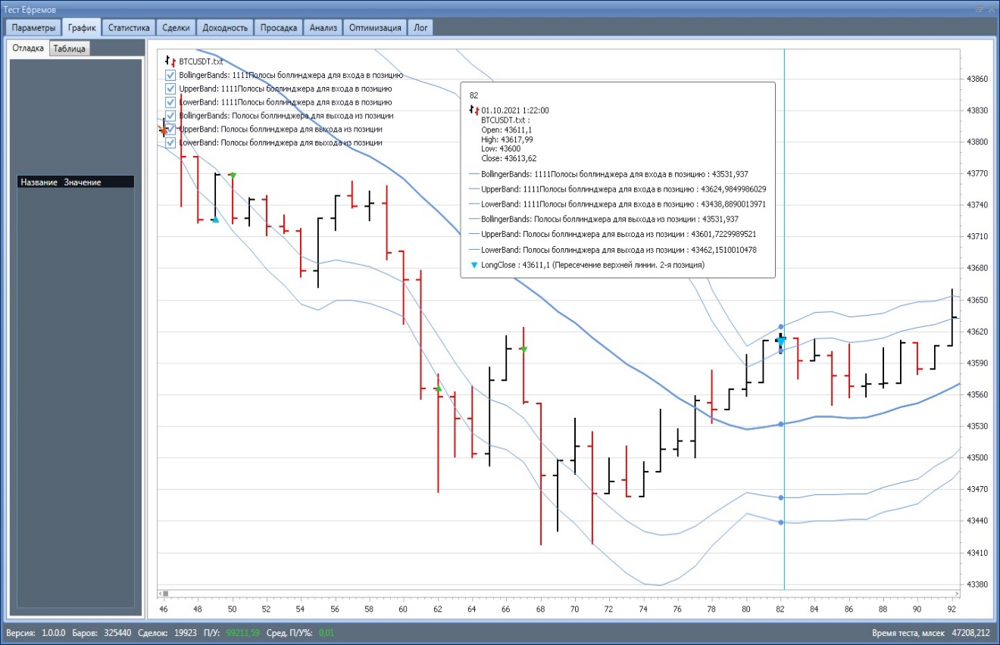 Тест Ефремов
Параметры График Статистика Сделки Доходность Просадка Анализ Оптимизация Лог
Отладка Таблица
Название Значение
BTCUSDT.txt
BollingerBands: 1111Полосы боллинджера для входа в позицию
UpperBand: 1111Полосы боллинджера для входа в позицию
LowerBand: 1111Полосы боллинджера для входа в позицию
BollingerBands: Полосы боллинджера для выхода из позиции
UpperBand: Полосы боллинджера для выхода из позиции
LowerBand: Полосы боллинджера для выхода из позиции
82
01.10.2021 1:22:00
BTCUSDT.txt :
Open: 43611,1
High: 43617,99
Low: 43600
Close: 43613,62
BollingerBands: 1111Полосы боллинджера для входа в позицию : 43531,937
UpperBand: 1111Полосы боллинджера для входа в позицию : 43624,9849986029
LowerBand: 1111Полосы боллинджера для входа в позицию : 43438,8890013971
BollingerBands: Полосы боллинджера для выхода из позиции : 43531,937
UpperBand: Полосы боллинджера для выхода из позиции : 43601,7229989521
LowerBand: Полосы боллинджера для выхода из позиции : 43462,1510010478
LongClose : 43611,1 (Пересечение верхней линии. 2-я позиция)
43860
43830
43800
43770
43740
43710
43680
43650
43620
43590
43560
43530
43500
43470
43440
43410
43380
46 48 50 52 54 56 58 60 62 64 66 68 70 72 74 76 78 80 82 84 86 88 90 92
Версия: 1.0.0.0 Баров: 325440 Сделок: 19923 П/У: 99211,59 Сред. П/У%: 0,01 Время теста, млсек 47208,212